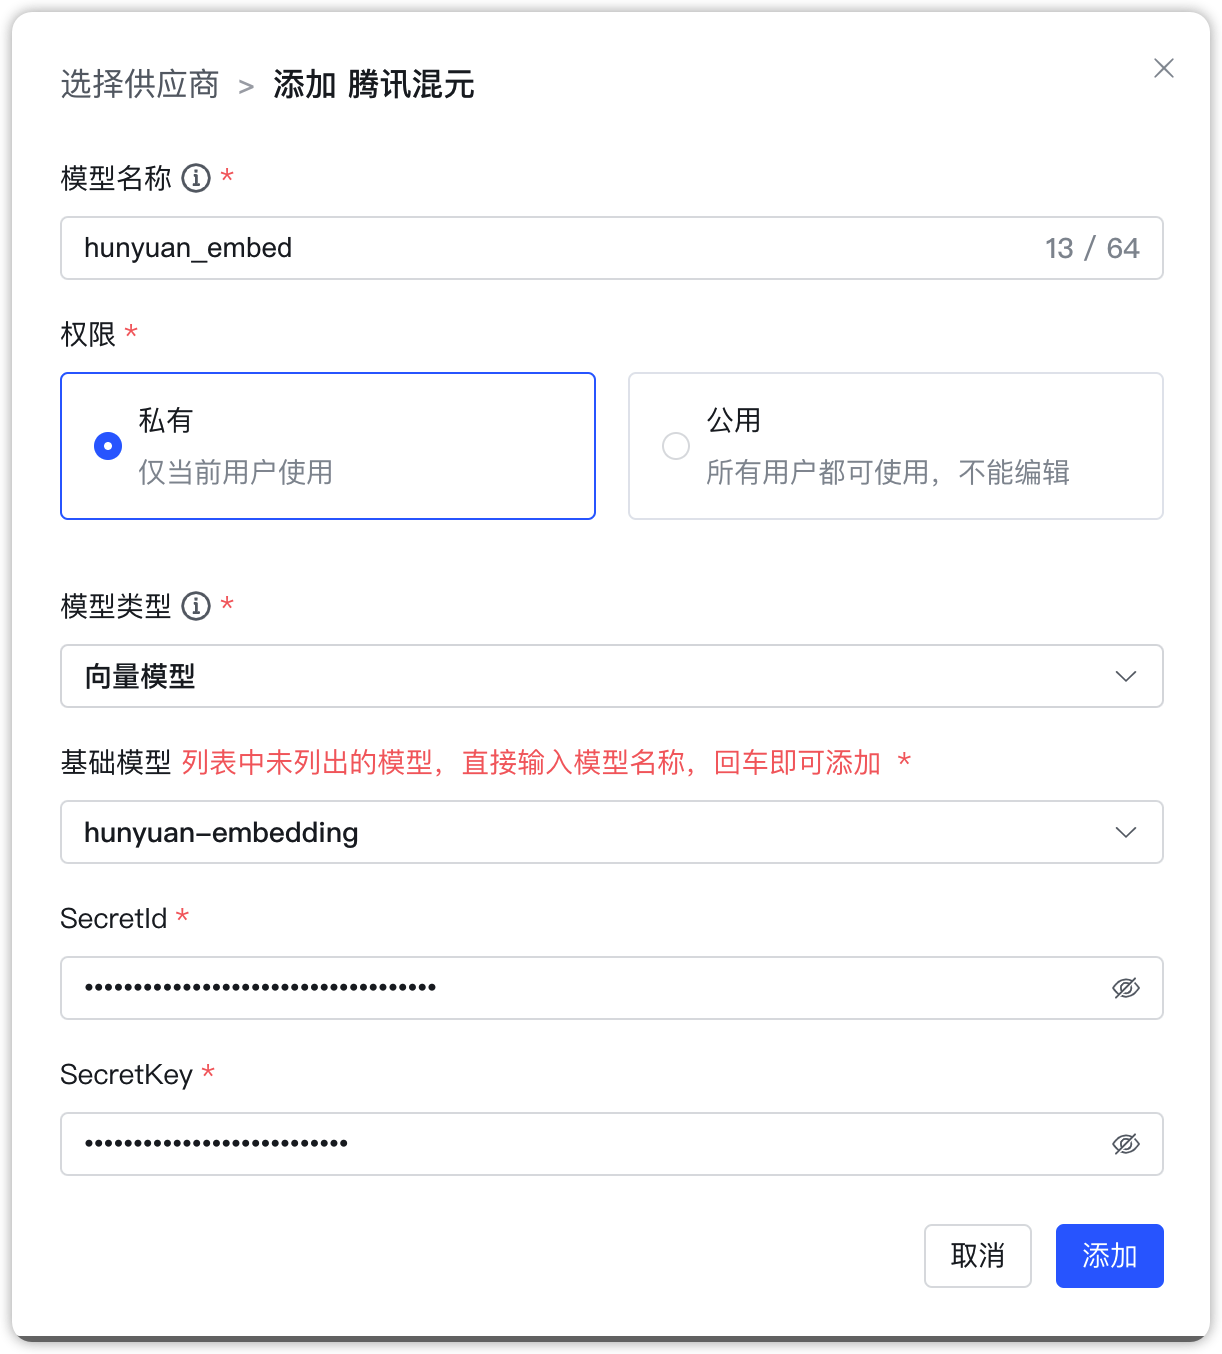 选择供应商 > 添加 腾讯混元
模型名称 *
hunyuan_embed 13 / 64
权限 *
私有
仅当前用户使用
公用
所有用户都可使用，不能编辑
模型类型 *
向量模型
基础模型 列表中未列出的模型，直接输入模型名称，回车即可添加 *
hunyuan-embedding
SecretId *
••••••••••••••••••••••••••••••••••••
SecretKey *
•••••••••••••••••••••••••••
取消 添加